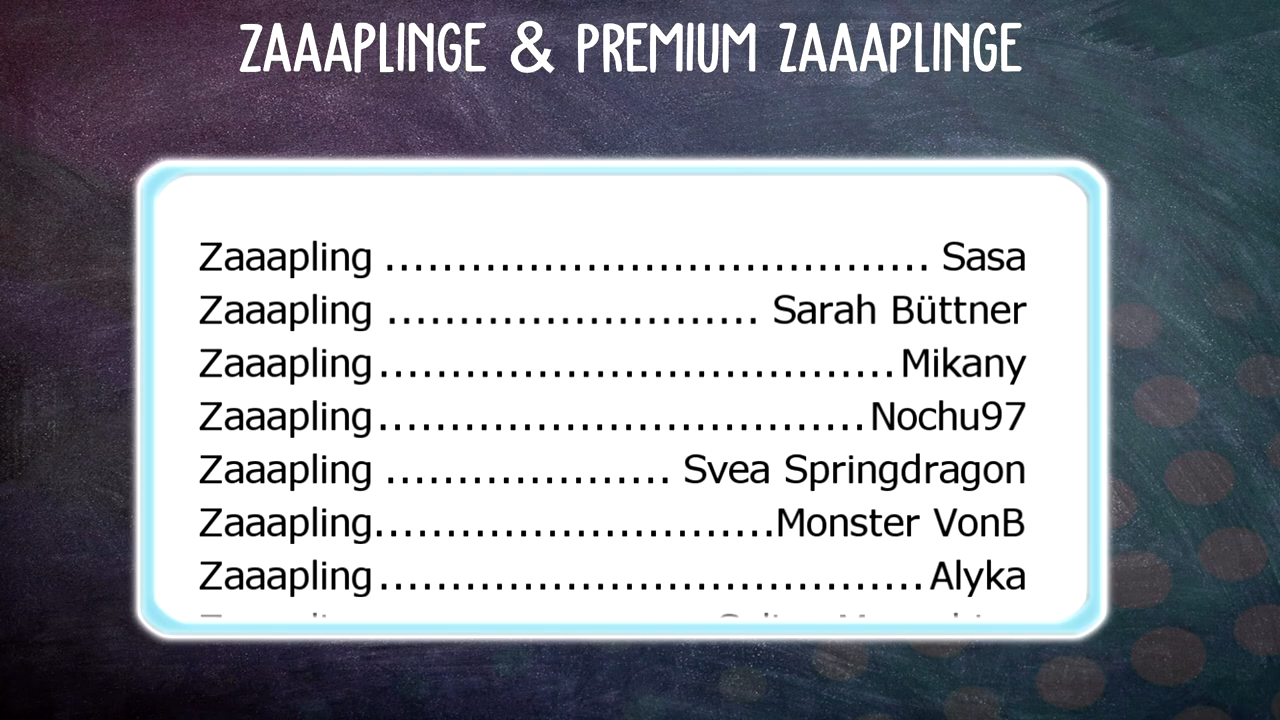 ZAAAPLINGE & PREMIUM ZAAAPLINGE
Zaaapling ...................................... Sasa
Zaaapling .......................... Sarah Büttner
Zaaapling .................................... Mikany
Zaaapling .................................. Nochu97
Zaaapling .................... Svea Springdragon
Zaaapling............................Monster VonB
Zaaapling ...................................... Alyka